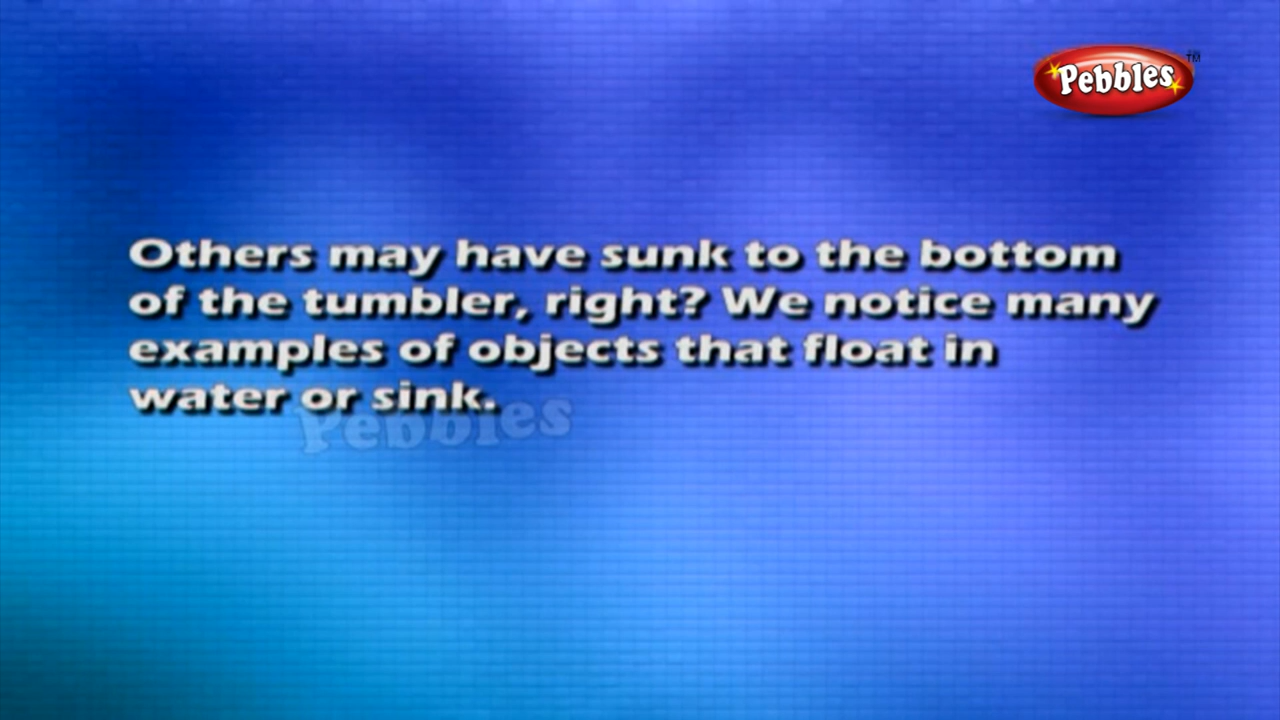 Pebbles™
Others may have sunk to the bottom
of the tumbler, right? We notice many
examples of objects that float in
water or sink.
Pebbles